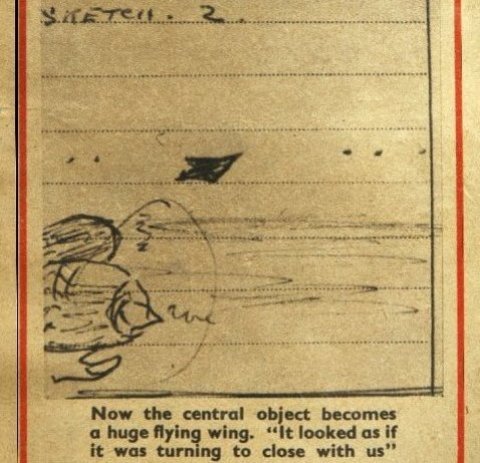 SKETCH. 2.
Now the central object becomes
a huge flying wing. “It looked as if
it was turning to close with us”